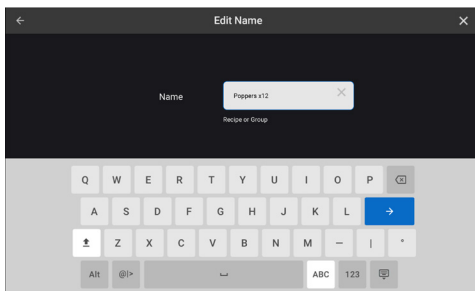 Edit Name
Name
Poppers x12
Recipe or Group
Q W E R T Y U I O P
A S D F G H J K L
Z X C V B N M – | °
Alt @|> ABC 123